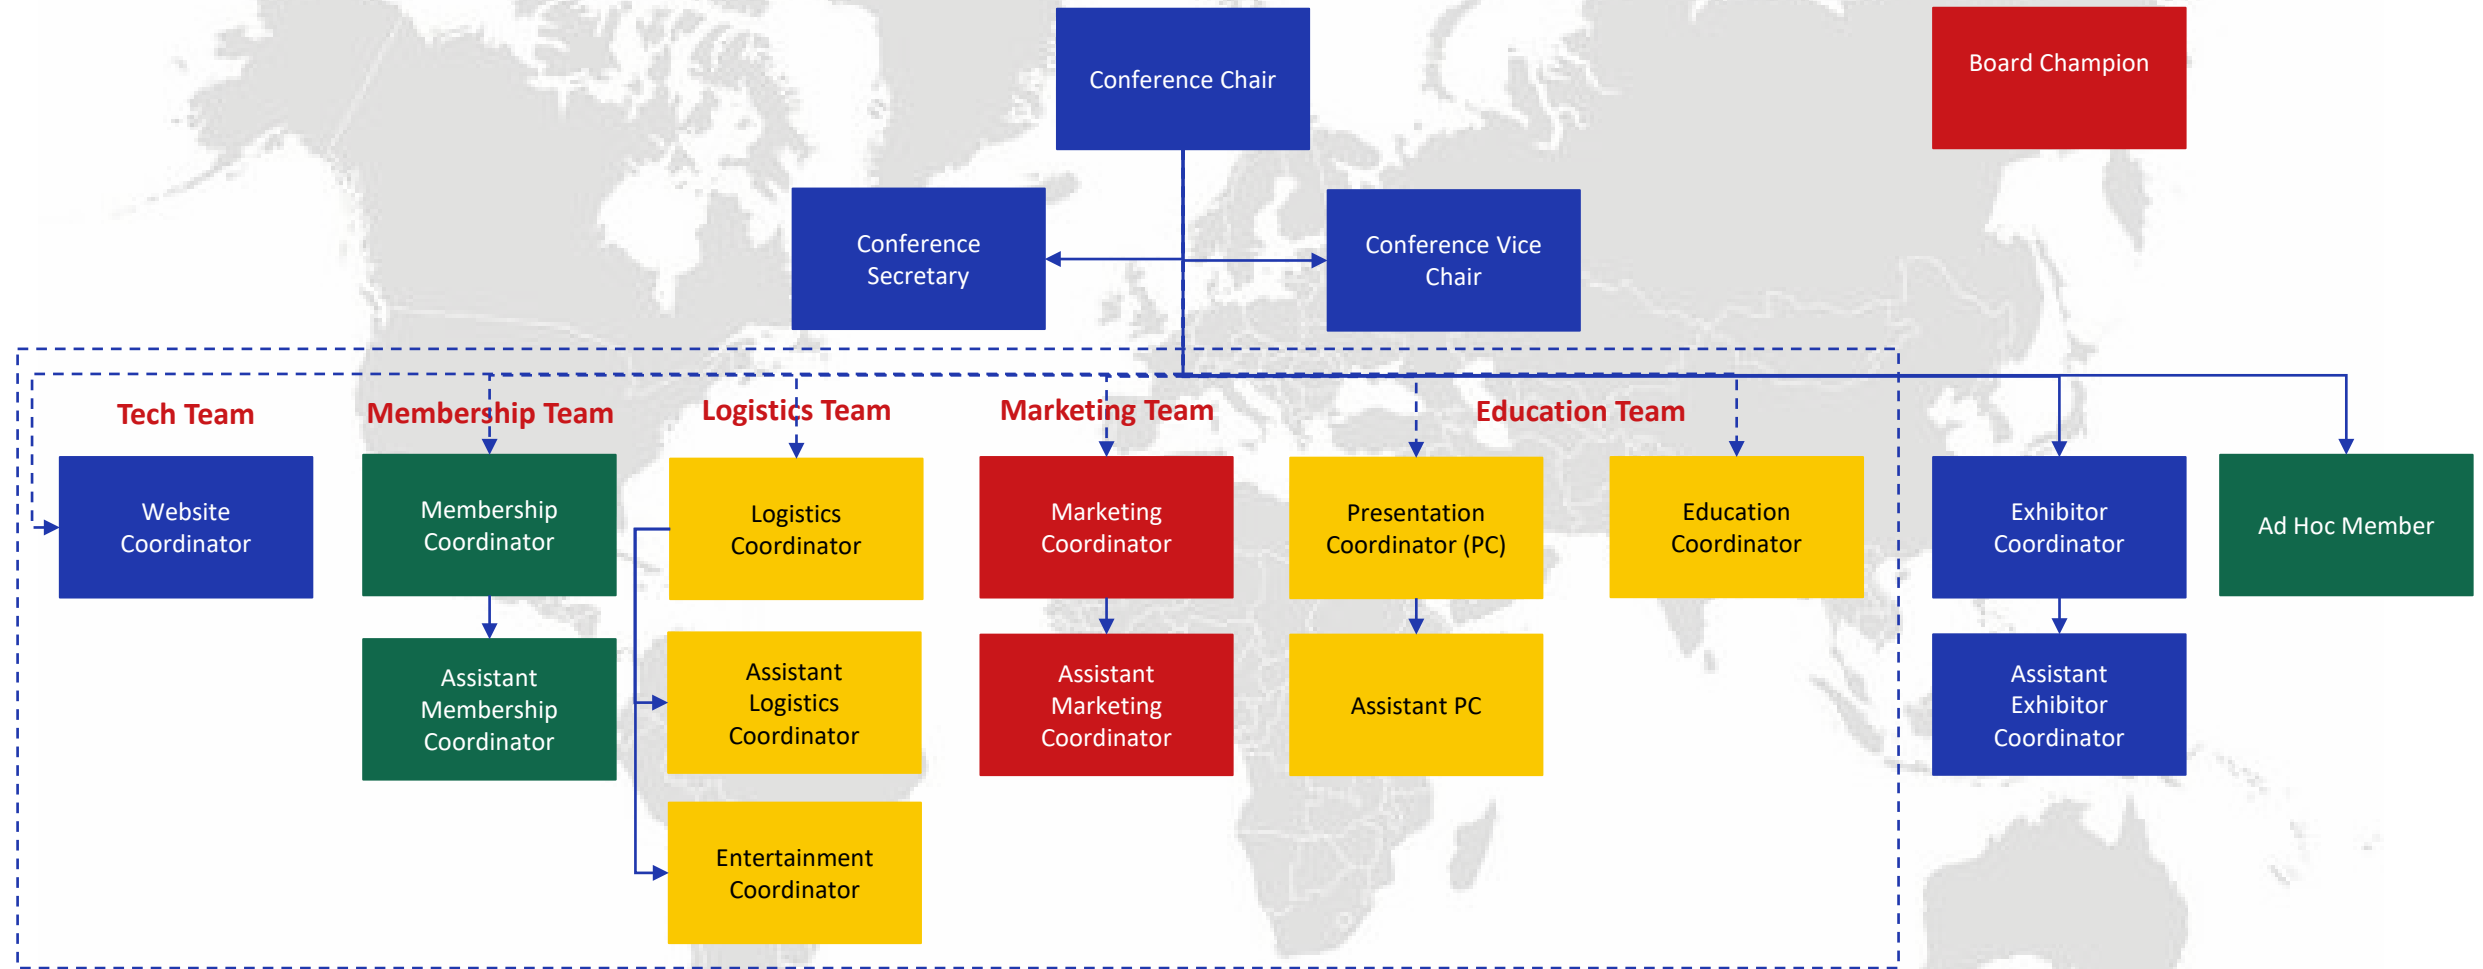 Conference Chair
Board Champion
Conference
Secretary
Conference Vice
Chair
Tech Team
Membership Team
Logistics Team
Marketing Team
Education Team
Website
Coordinator
Membership
Coordinator
Logistics
Coordinator
Marketing
Coordinator
Presentation
Coordinator (PC)
Education
Coordinator
Exhibitor
Coordinator
Ad Hoc Member
Assistant
Membership
Coordinator
Assistant
Logistics
Coordinator
Assistant
Marketing
Coordinator
Assistant PC
Assistant
Exhibitor
Coordinator
Entertainment
Coordinator